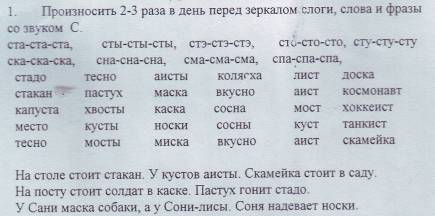 1. Произносить 2-3 раза в день перед зеркалом слоги, слова и фразы
со звуком С.
ста-ста-ста, сты-сты-сты, стэ-стэ-стэ, сто-сто-сто, сту-сту-сту
ска-ска-ска, сна-сна-сна, сма-сма-сма, спа-спа-спа,
стадо тесно аисты коляска лист доска
стакан пастух маска вкусно аист космонавт
капуста хвосты каска сосна мост хоккеист
место кусты носки сосны куст танкист
тесно мосты миска вкусно аист скамейка
На столе стоит стакан. У кустов аисты. Скамейка стоит в саду.
На посту стоит солдат в каске. Пастух гонит стадо.
У Сани маска собаки, а у Сони-лисы. Соня надевает носки.